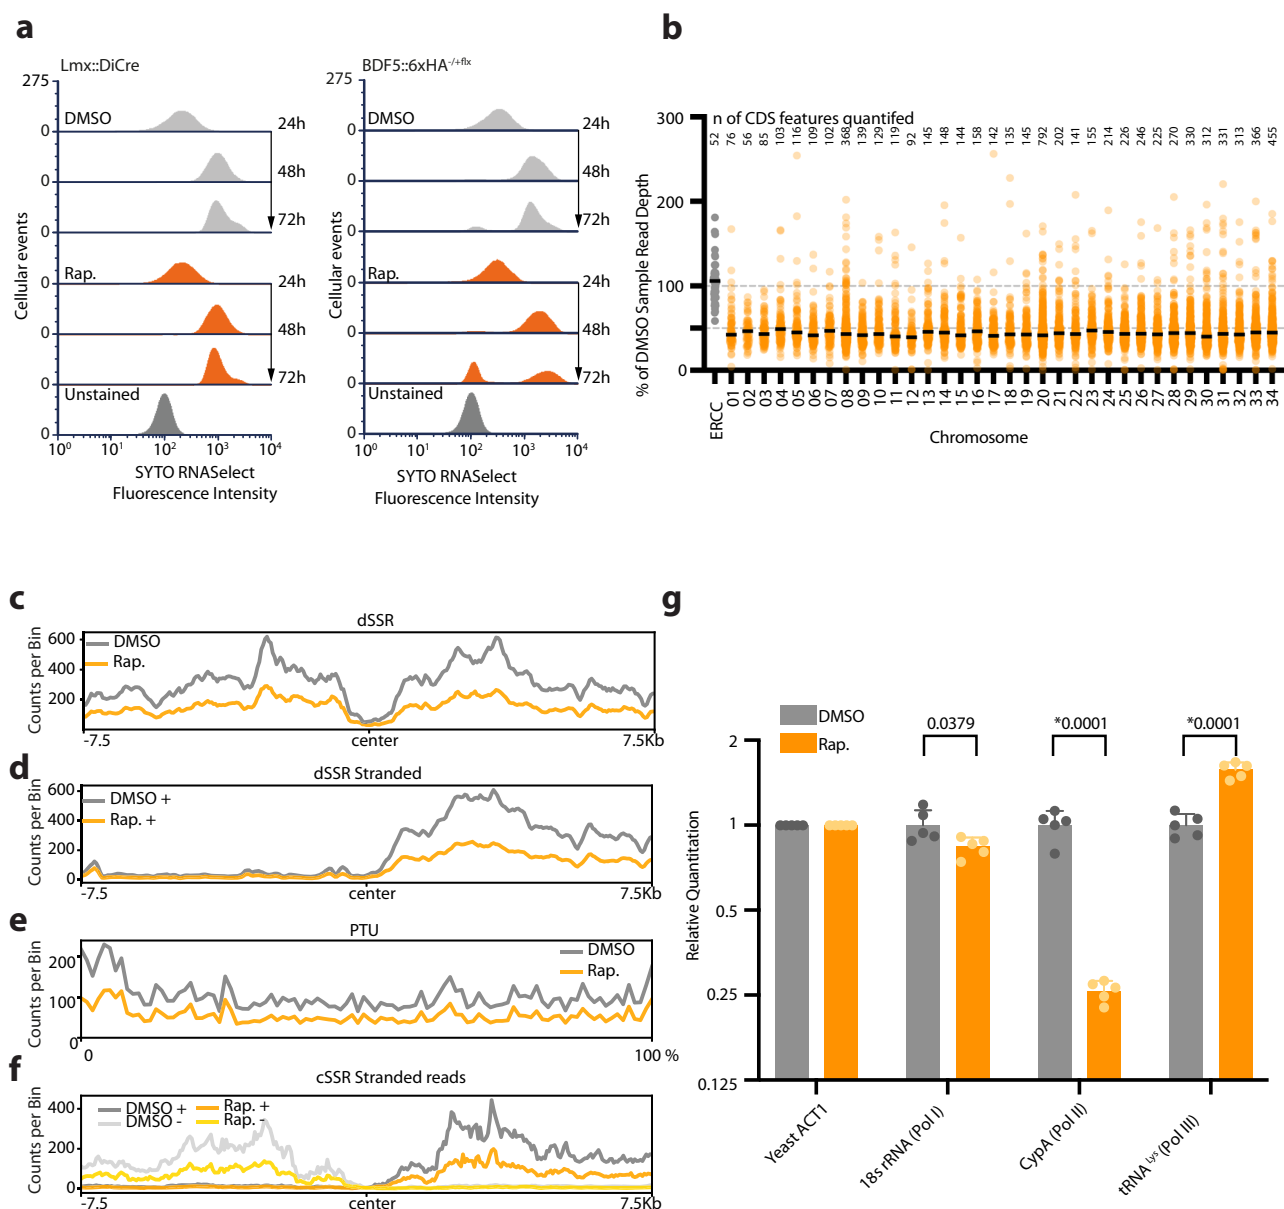 a
Lmx::DiCre
275
DMSO
0
24h
0
48h
0
72h
Rap.
0
24h
0
48h
0
72h
Unstained
0
10⁰ 10¹ 10² 10³ 10⁴
Cellular events
SYTO RNASelect
Fluorescence Intensity
BDF5::6xHA⁻/⁺ᶠˡˣ
275
DMSO
0
24h
0
48h
0
72h
Rap.
0
24h
0
48h
0
72h
Unstained
0
10⁰ 10¹ 10² 10³ 10⁴
Cellular events
SYTO RNASelect
Fluorescence Intensity
b
n of CDS features quantifed
52 76 56 85 103 116 109 102 368 139 129 119 92 145 148 144 158 142 135 145 792 202 141 155 214 226 246 225 270 330 312 331 313 366 455
300
200
100
0
% of DMSO Sample Read Depth
ERCC 01 02 03 04 05 06 07 08 09 10 11 12 13 14 15 16 17 18 19 20 21 22 23 24 25 26 27 28 29 30 31 32 33 34
Chromosome
c
dSSR
Counts per Bin
600
400
200
DMSO
Rap.
-7.5 center 7.5Kb
d
dSSR Stranded
Counts per Bin
600
400
200
0
DMSO +
Rap. +
-7.5 center 7.5Kb
e
PTU
Counts per Bin
200
100
0
DMSO
Rap.
0 100 %
f
cSSR Stranded reads
Counts per Bin
400
200
0
DMSO + Rap. +
DMSO - Rap. -
-7.5 center 7.5Kb
g
DMSO
Rap.
0.0379 *0.0001 *0.0001
2
1
0.5
0.25
0.125
Relative Quantitation
Yeast ACT1
18s rRNA (Pol I)
CypA (Pol II)
tRNA ᴸʸˢ (Pol III)